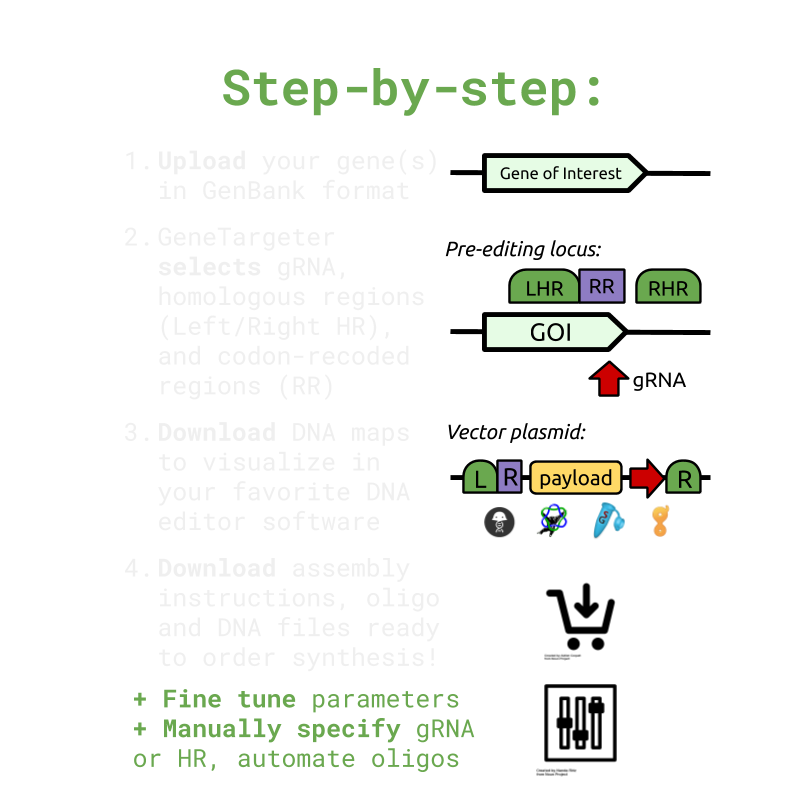 Step-by-step:
1. Upload your gene(s)
in GenBank format
Gene of Interest
2. GeneTargeter
selects gRNA,
homologous regions
(Left/Right HR),
and codon-recoded
regions (RR)
Pre-editing locus:
LHR RR RHR
GOI
gRNA
3. Download DNA maps
to visualize in
your favorite DNA
editor software
Vector plasmid:
L R payload R
4. Download assembly
instructions, oligo
and DNA files ready
to order synthesis!
+ Fine tune parameters
+ Manually specify gRNA
or HR, automate oligos